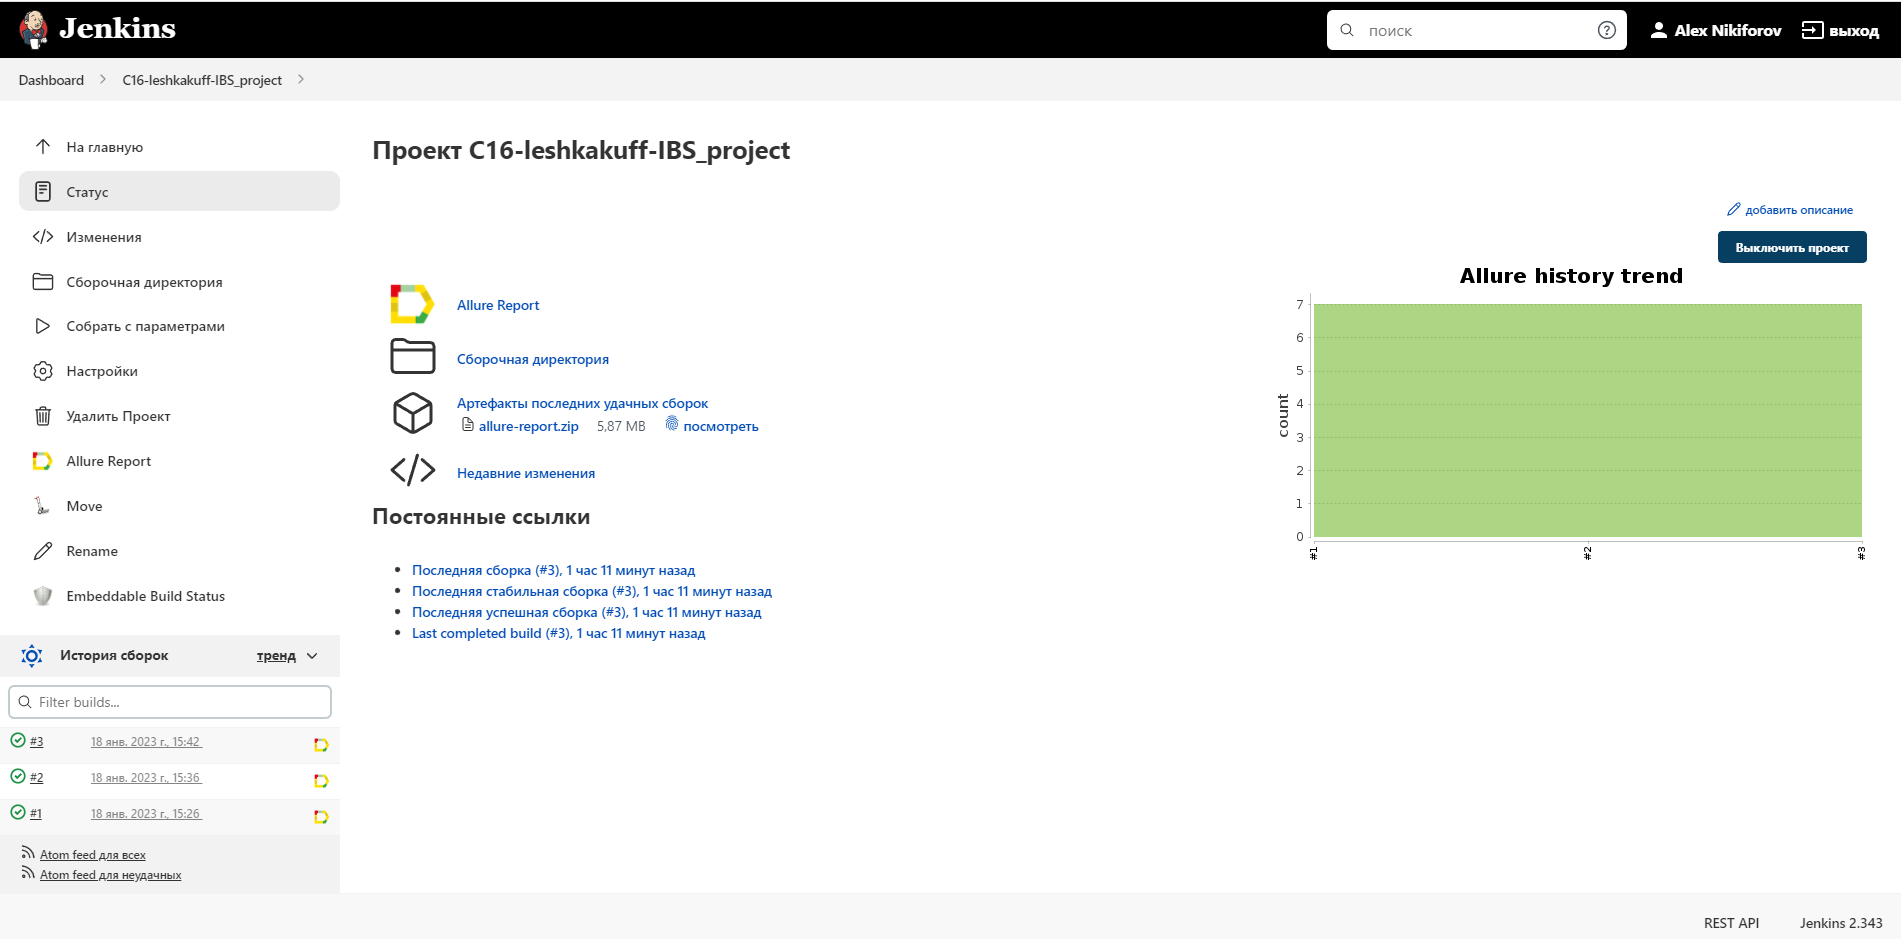 Jenkins
поиск
Alex Nikiforov
выход
Dashboard
C16-leshkakuff-IBS_project
На главную
Статус
Изменения
Сборочная директория
Собрать с параметрами
Настройки
Удалить Проект
Allure Report
Move
Rename
Embeddable Build Status
История сборок
тренд
Filter builds...
#3 18 янв. 2023 г., 15:42
#2 18 янв. 2023 г., 15:36
#1 18 янв. 2023 г., 15:26
Atom feed для всех
Atom feed для неудачных
Проект C16-leshkakuff-IBS_project
добавить описание
Выключить проект
Allure Report
Сборочная директория
Артефакты последних удачных сборок
allure-report.zip 5,87 MB посмотреть
Недавние изменения
Постоянные ссылки
Последняя сборка (#3), 1 час 11 минут назад
Последняя стабильная сборка (#3), 1 час 11 минут назад
Последняя успешная сборка (#3), 1 час 11 минут назад
Last completed build (#3), 1 час 11 минут назад
Allure history trend
count
7
6
5
4
3
2
1
0
#1
#2
#3
REST API
Jenkins 2.343